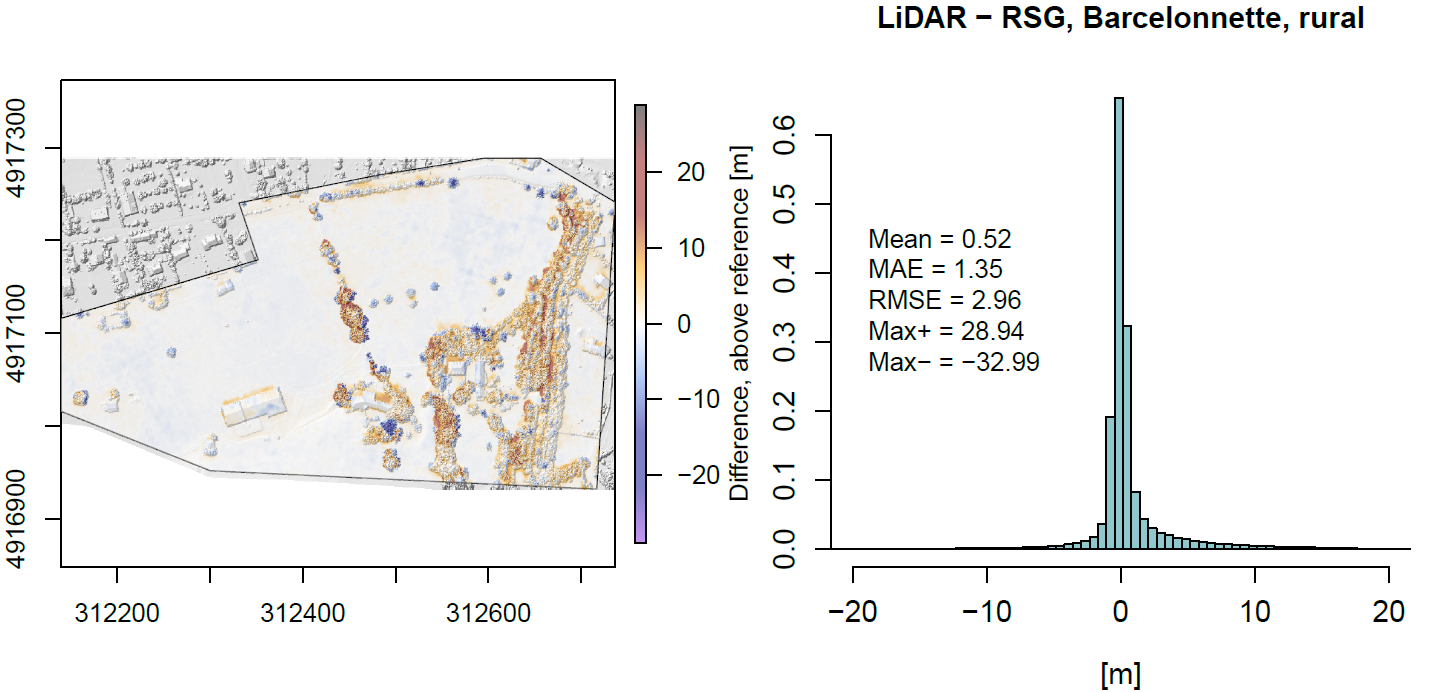 LiDAR − RSG, Barcelonnette, rural
4917300
4917100
4916900
312200
312400
312600
20
10
0
−10
−20
Difference, above reference [m]
0.6
0.5
0.4
0.3
0.2
0.1
0.0
Mean = 0.52
MAE = 1.35
RMSE = 2.96
Max+ = 28.94
Max− = −32.99
−20
−10
0
10
20
[m]